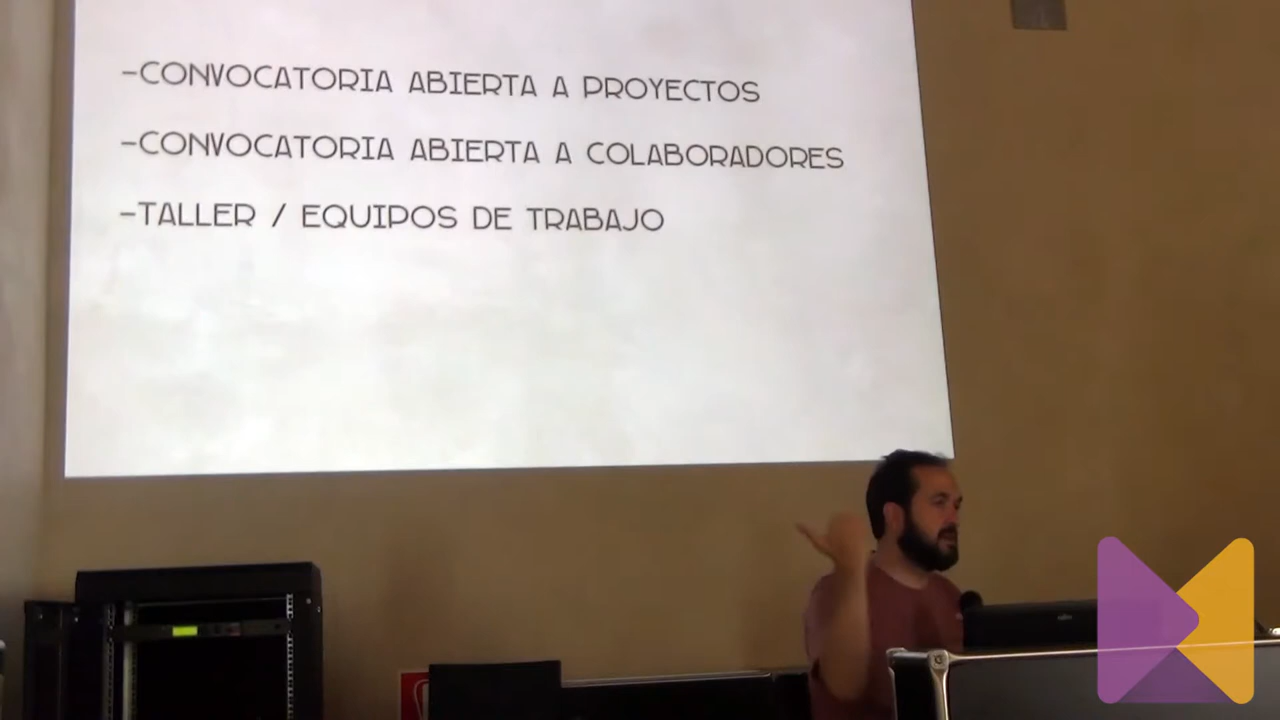 -CONVOCATORIA ABIERTA A PROYECTOS
-CONVOCATORIA ABIERTA A COLABORADORES
-TALLER / EQUIPOS DE TRABAJO